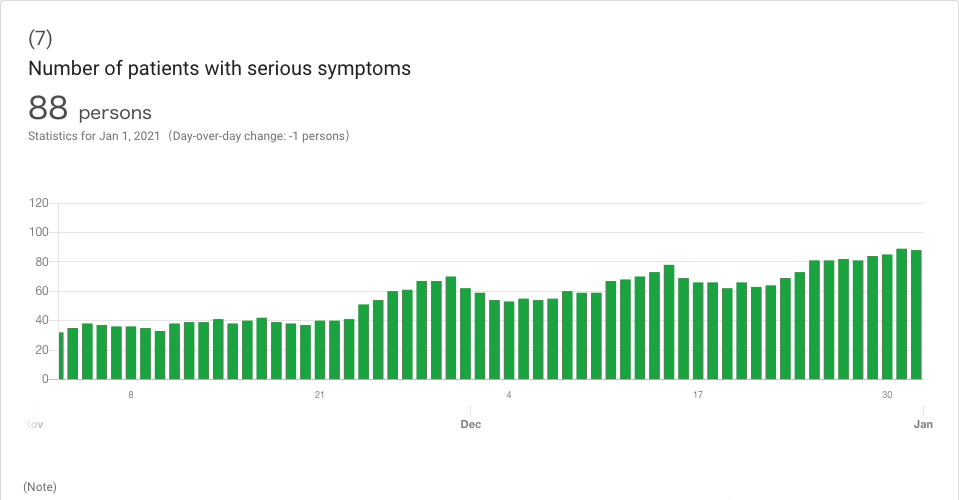 (7)
Number of patients with serious symptoms
88 persons
Statistics for Jan 1, 2021 (Day-over-day change: -1 persons)
120
100
80
60
40
20
0
8 21 4 17 30
Nov Dec Jan
(Note)